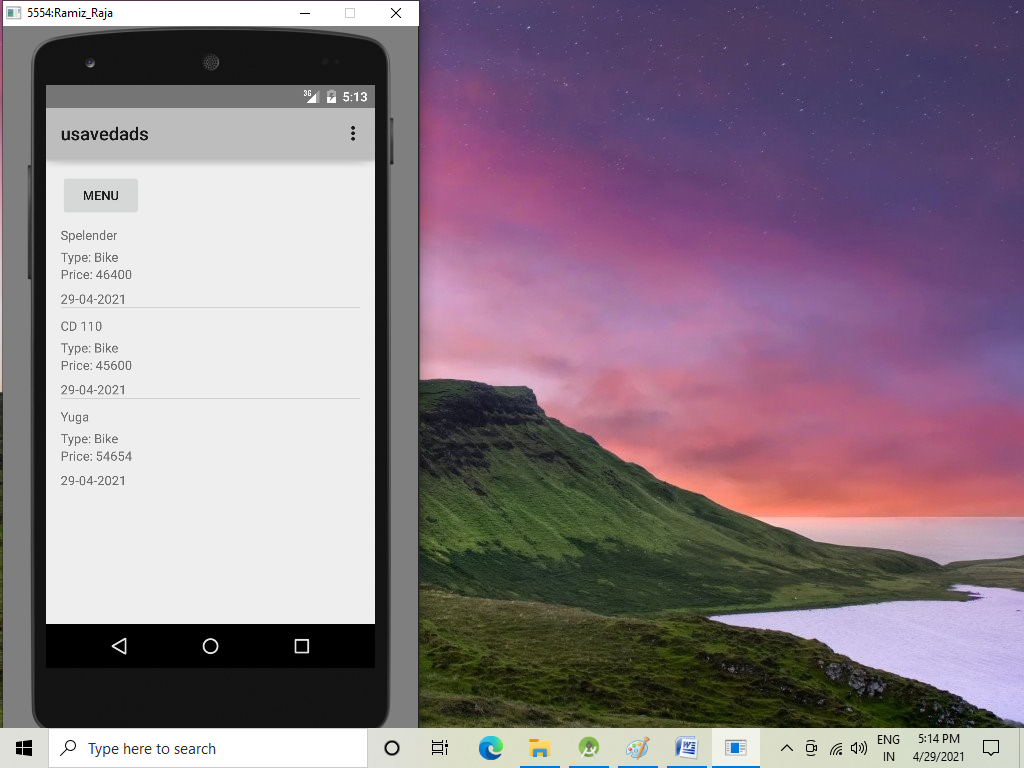 5554:Ramiz_Raja
3G 5:13
usavedads
MENU
Spelender
Type: Bike
Price: 46400
29-04-2021
CD 110
Type: Bike
Price: 45600
29-04-2021
Yuga
Type: Bike
Price: 54654
29-04-2021
Type here to search
ENG
IN
5:14 PM
4/29/2021